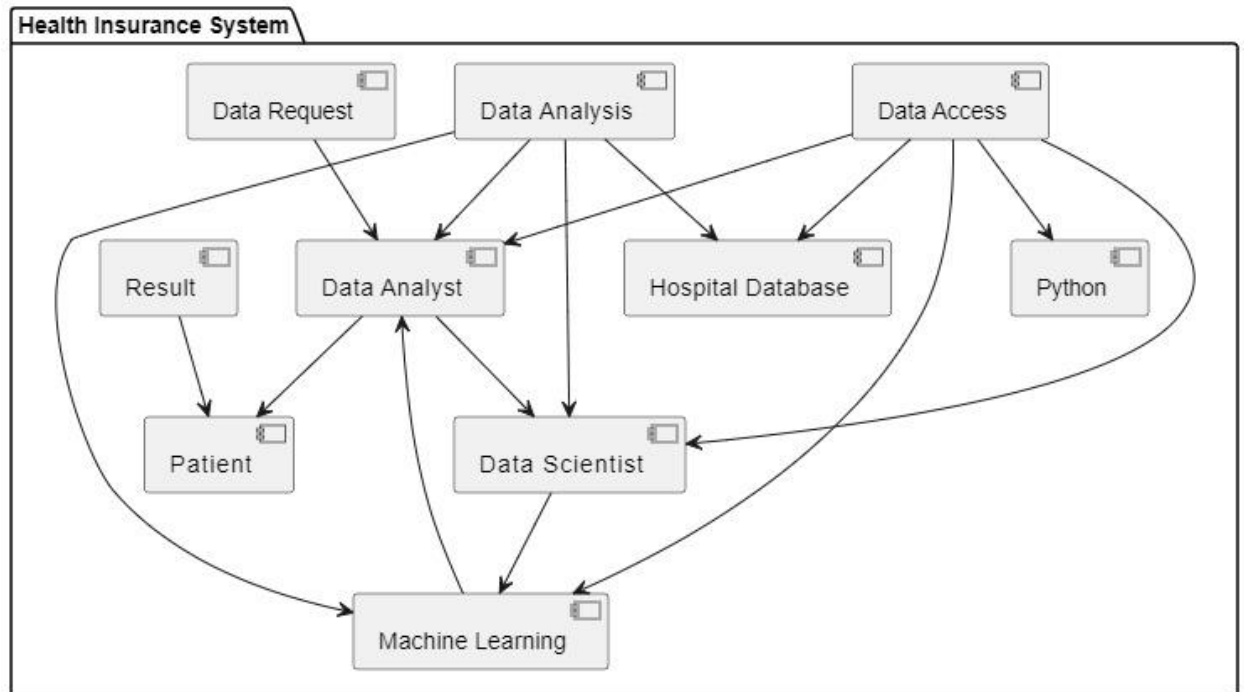 Health Insurance System
Data Request
Data Analysis
Data Access
Result
Data Analyst
Hospital Database
Python
Patient
Data Scientist
Machine Learning